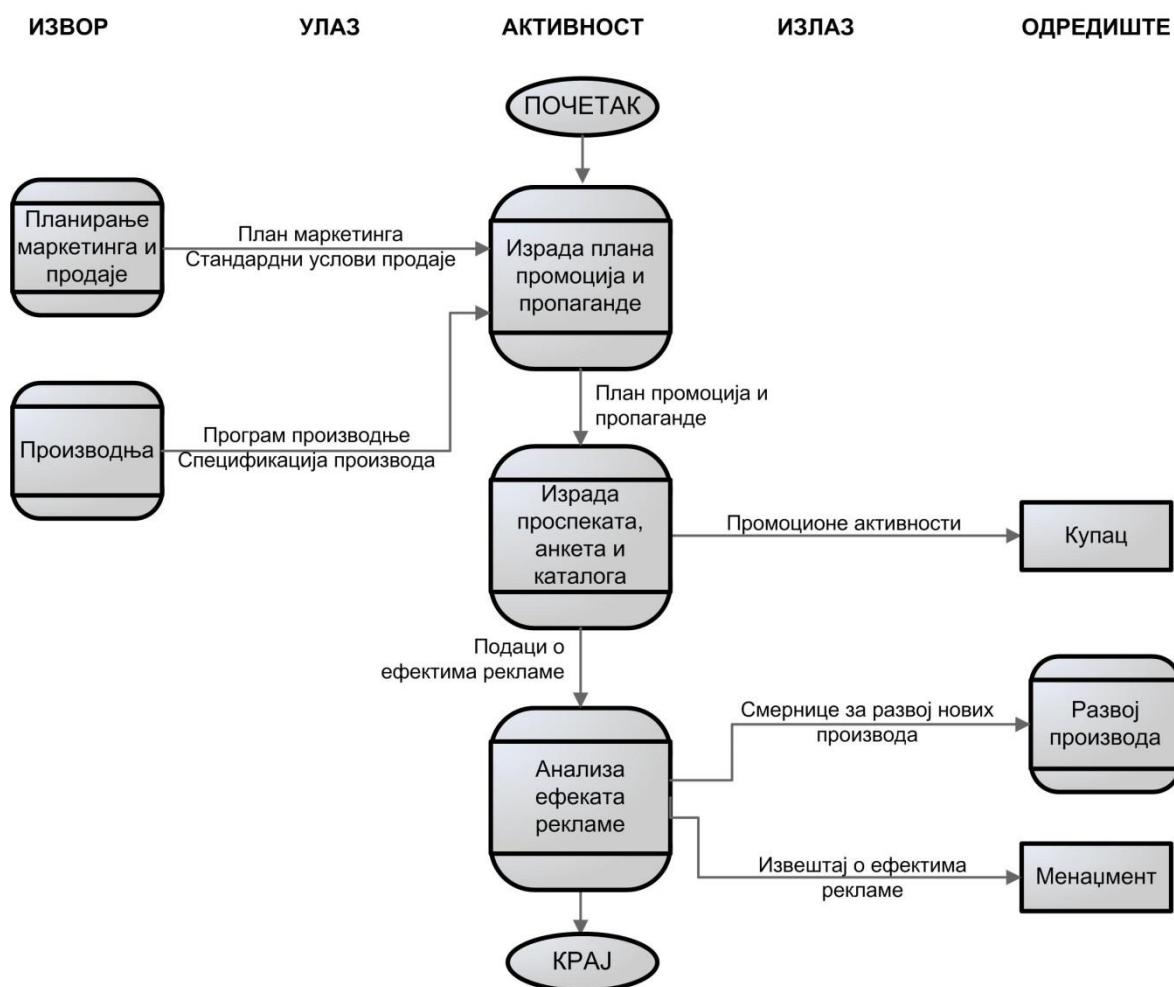 ИЗВОР
УЛАЗ
АКТИВНОСТ
ИЗЛАЗ
ОДРЕДИШТЕ
ПОЧЕТАК
Планирање
маркетинга и
продаје
План маркетинга
Стандардни услови продаје
Израда плана
промоција и
пропаганде
Производња
Програм производње
Спецификација производа
План промоција и
пропаганде
Израда
проспеката,
анкета и
каталога
Промоционе активности
Купац
Подаци о
ефектима рекламе
Анализа
ефеката
рекламе
Смернице за развој нових
производа
Развој
производа
Извештај о ефектима
рекламе
Менаџмент
КРАЈ